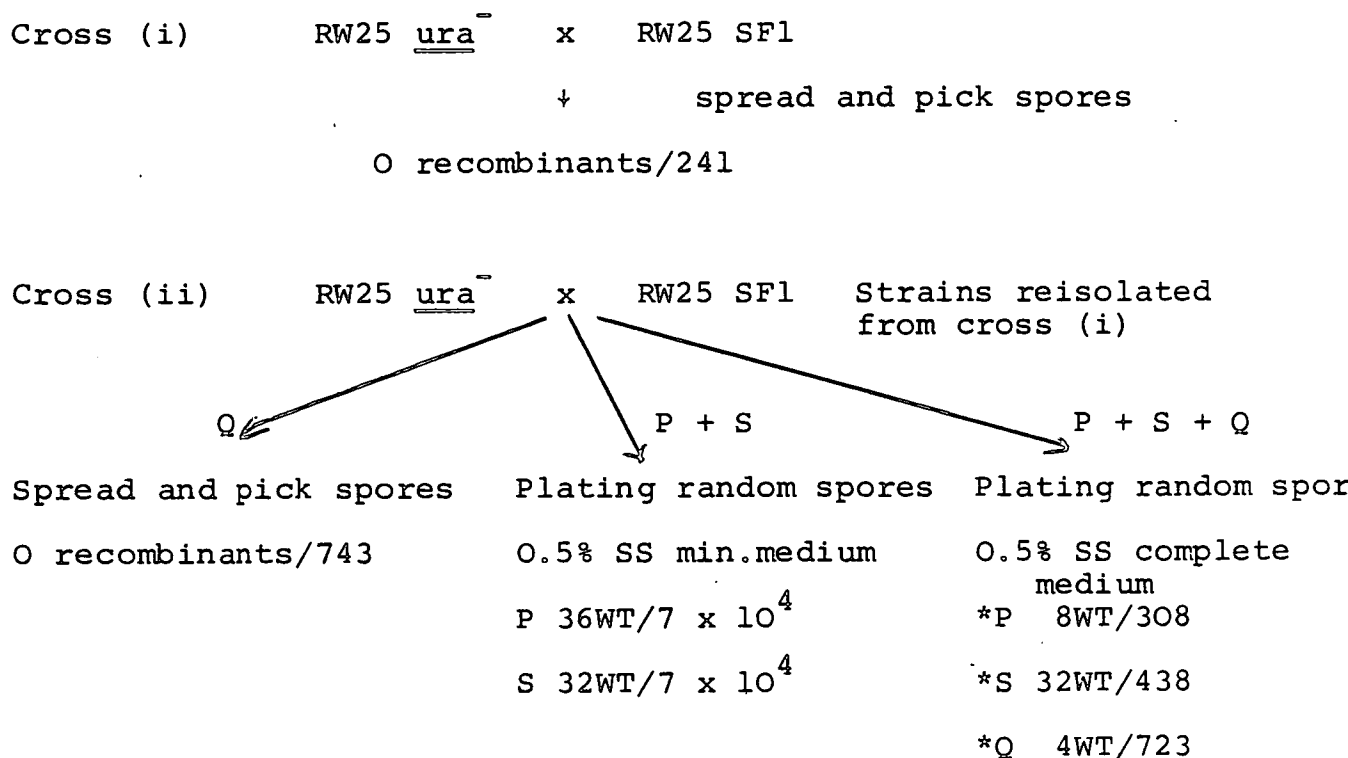 Cross (i) RW25 ura⁻ x RW25 SF1
↓ spread and pick spores
O recombinants/241
Cross (ii) RW25 ura⁻ x RW25 SF1 Strains reisolated
from cross (i)
Q P + S P + S + Q
Spread and pick spores Plating random spores Plating random spor
O recombinants/743 0.5% SS min.medium 0.5% SS complete
medium
P 36WT/7 x 10⁴ *P 8WT/308
S 32WT/7 x 10⁴ *S 32WT/438
*Q 4WT/723